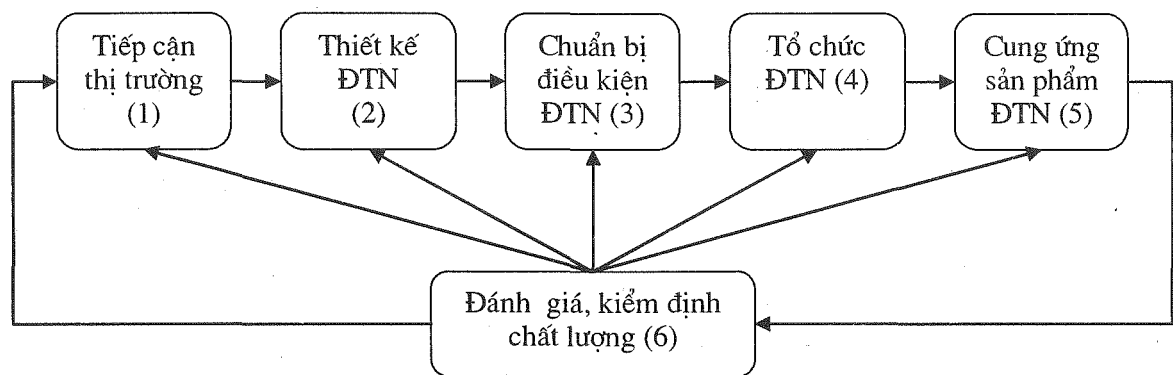 Tiếp cận
thị trường
(1)
Thiết kế
ĐTN
(2)
Chuẩn bị
điều kiện
ĐTN (3)
Tổ chức
ĐTN (4)
Cung ứng
sản phẩm
ĐTN (5)
Đánh giá, kiểm định
chất lượng (6)